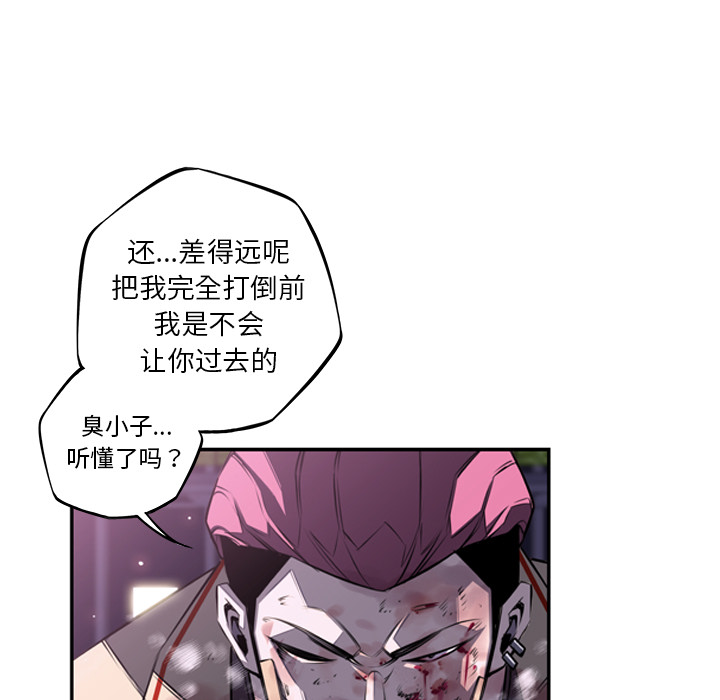 还…差得远呢
把我完全打倒前
我是不会
让你过去的
臭小子…
听懂了吗？